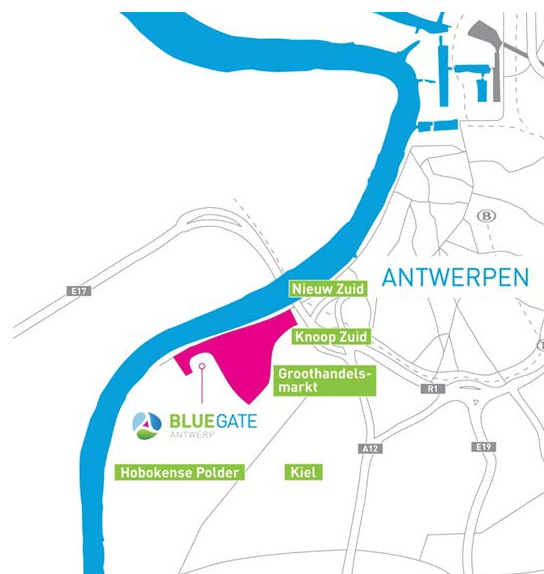 B
ANTWERPEN
Nieuw Zuid
E17
Knoop Zuid
Groothandels-
markt
R1
BLUEGATE
ANTWERP
A12
E19
Hobokense Polder
Kiel